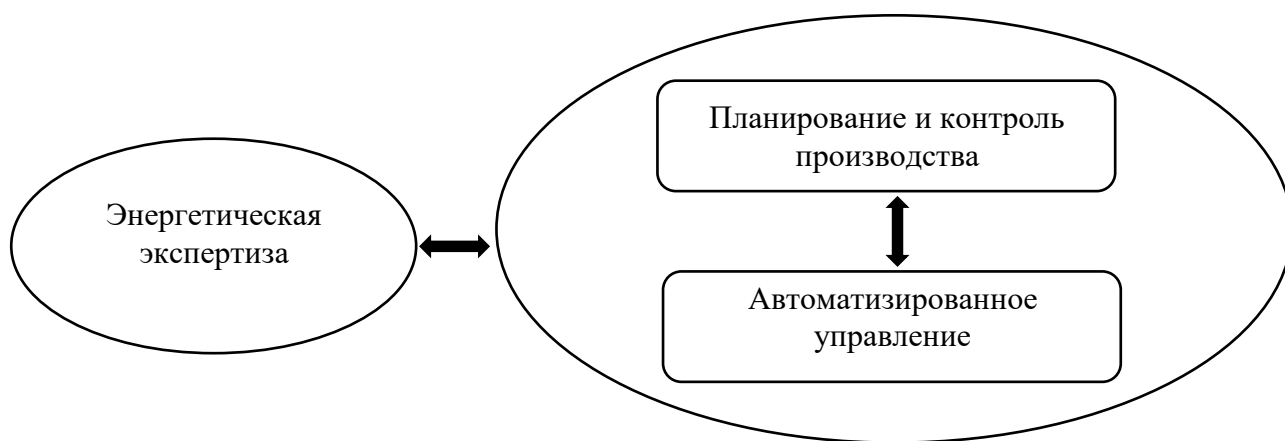 Энергетическая
экспертиза
Планирование и контроль
производства
Автоматизированное
управление